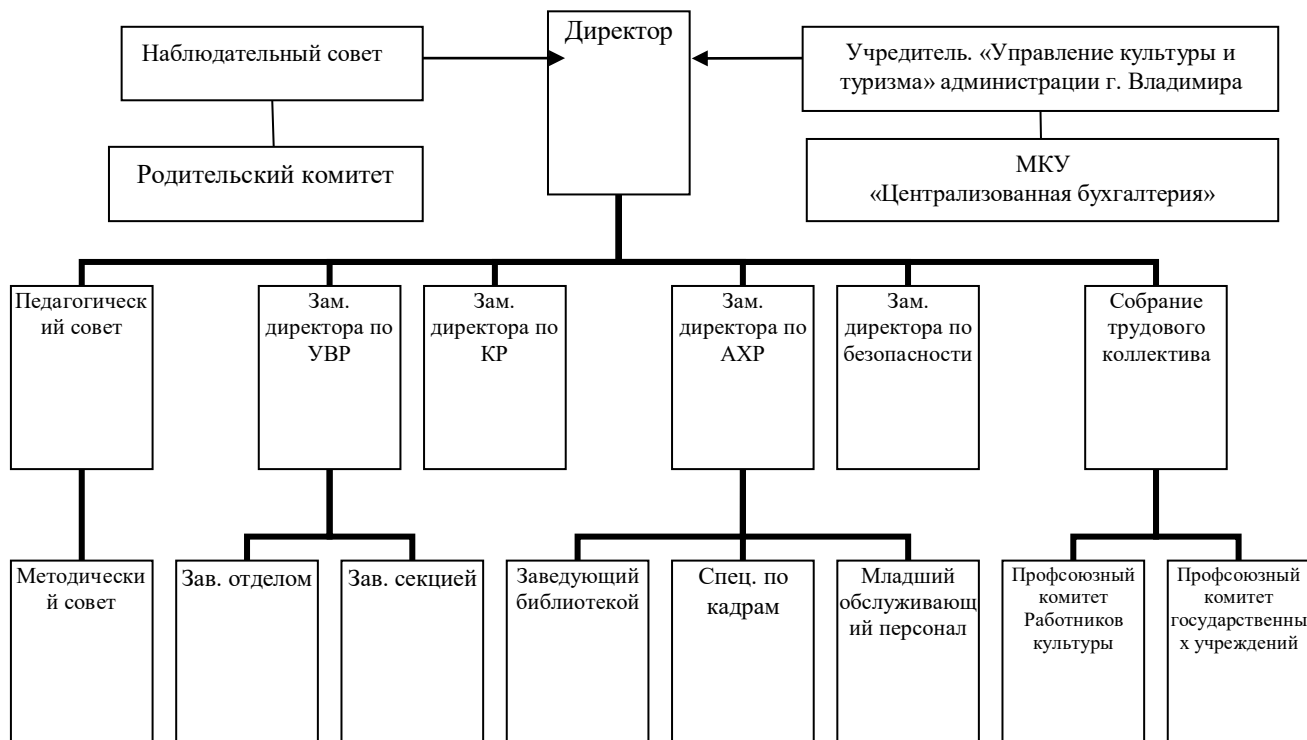 Наблюдательный совет
Директор
Учредитель. «Управление культуры и
туризма» администрации г. Владимира
Родительский комитет
МКУ
«Централизованная бухгалтерия»
Педагогическ
ий совет
Зам.
директора по
УВР
Зам.
директора по
КР
Зам.
директора по
АХР
Зам.
директора по
безопасности
Собрание
трудового
коллектива
Методически
й совет
Зав. отделом
Зав. секцией
Заведующий
библиотекой
Спец. по
кадрам
Младший
обслуживающ
ий персонал
Профсоюзный
комитет
Работников
культуры
Профсоюзный
комитет
государственны
х учреждений